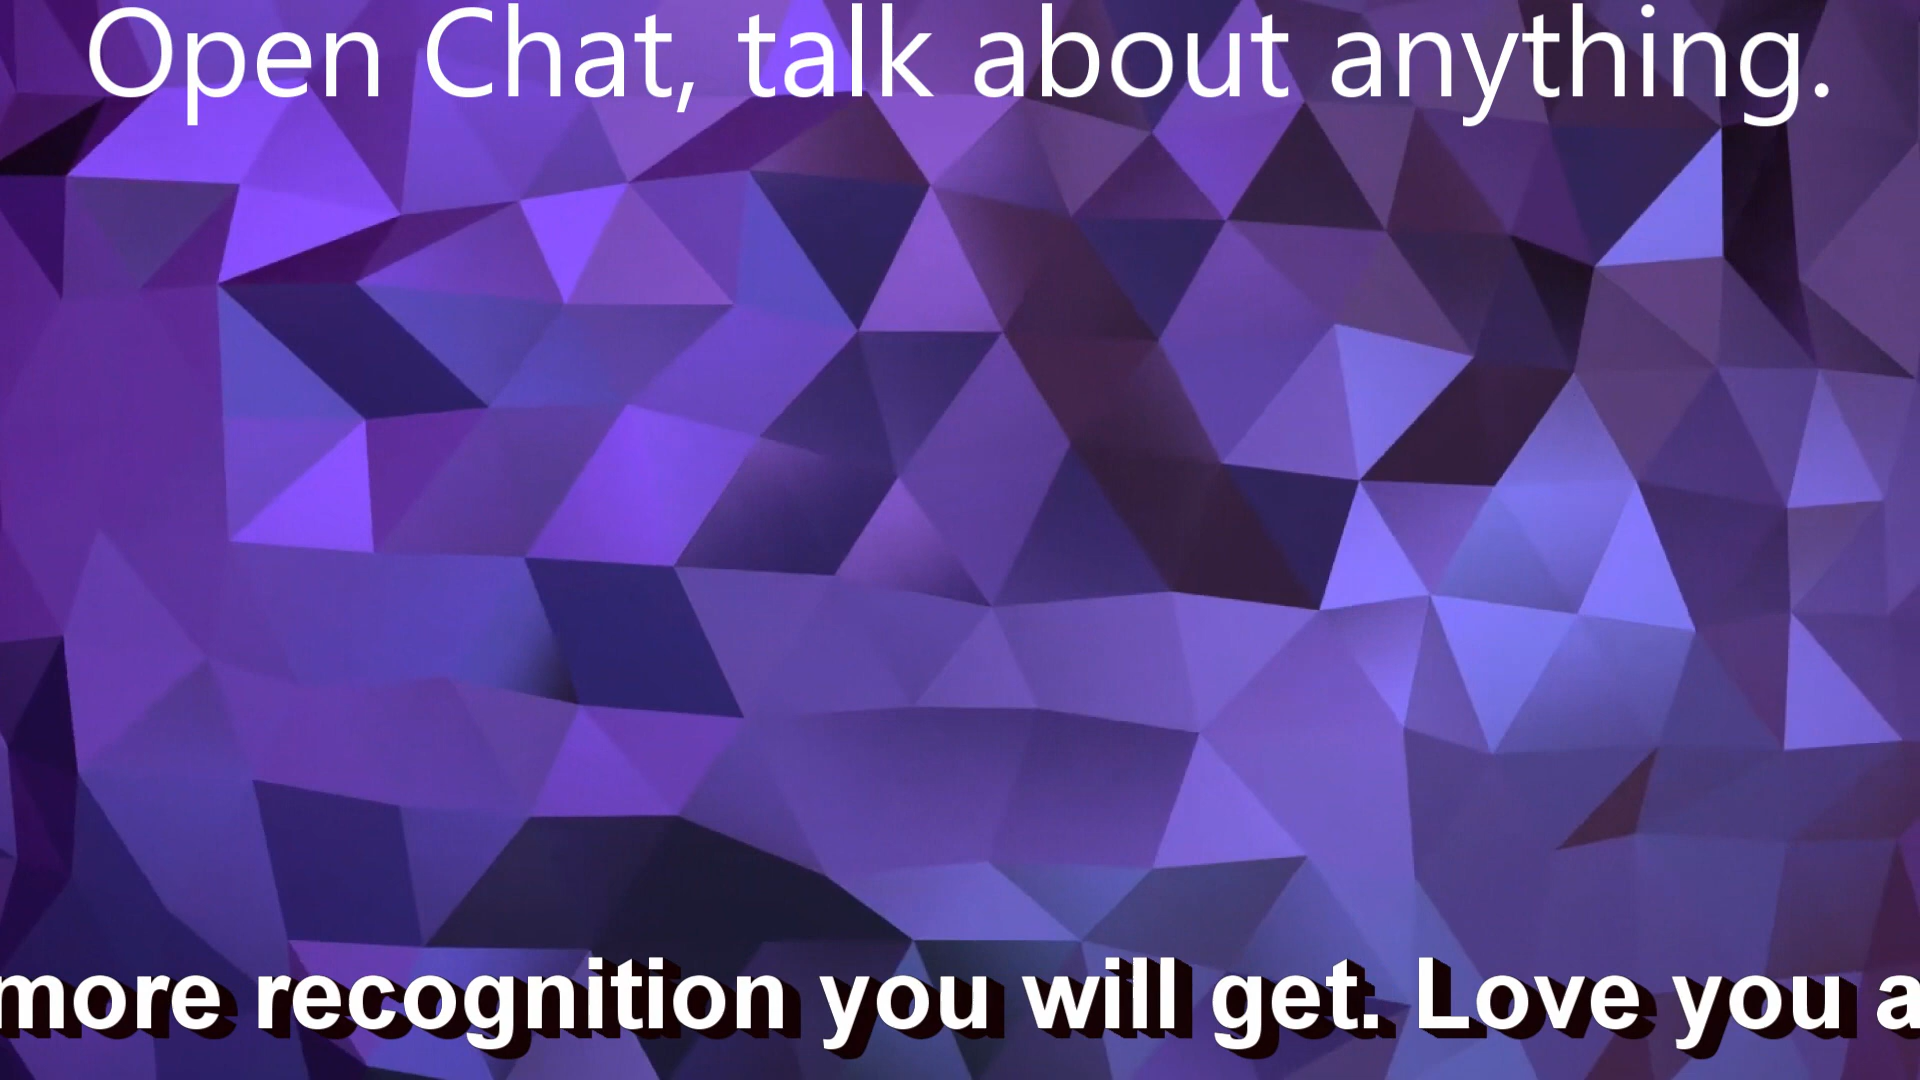 Open Chat, talk about anything.
more recognition you will get. Love you a